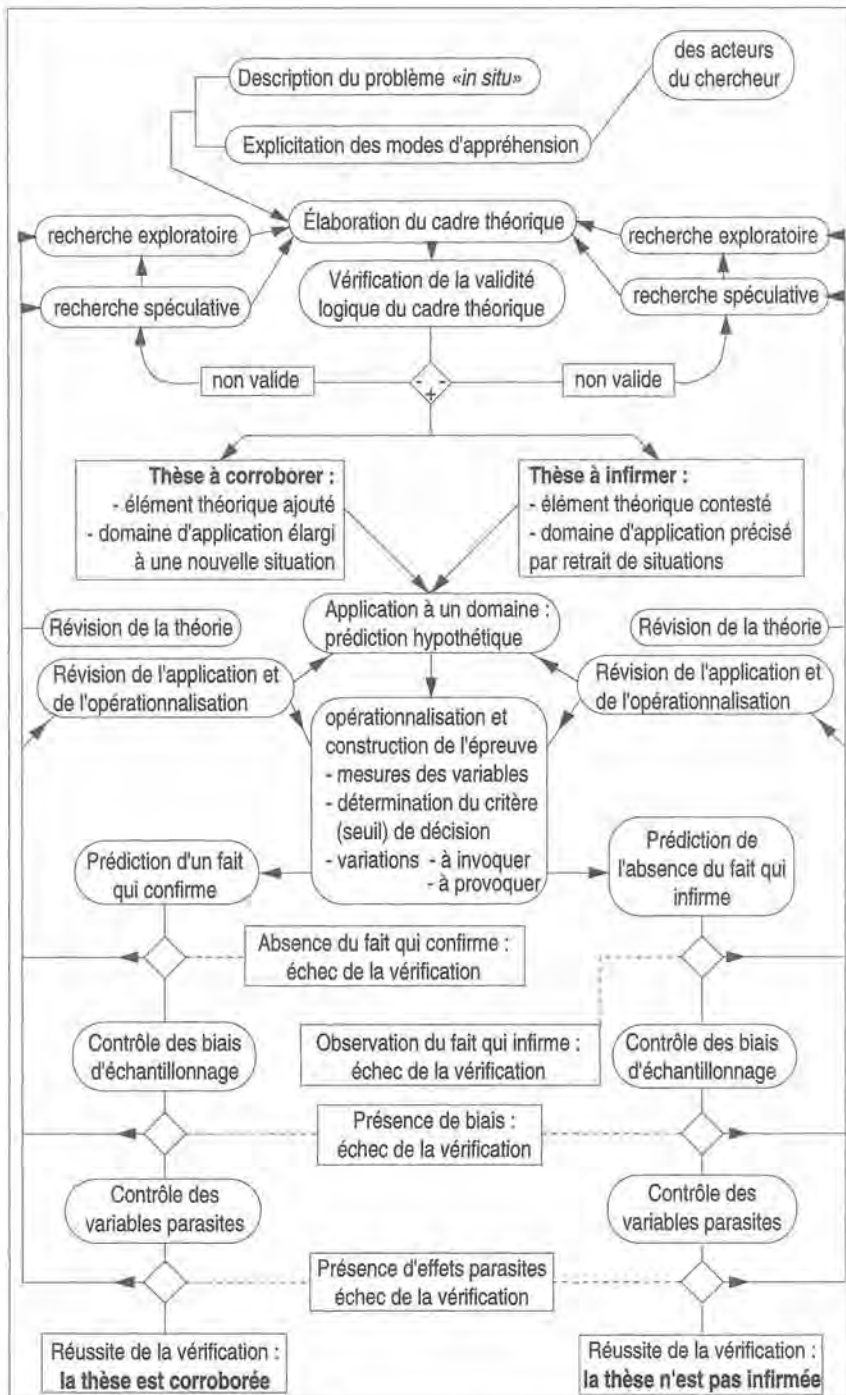 des acteurs
du chercheur
Description du problème «in situ»
Explicitation des modes d'appréhension
Élaboration du cadre théorique
recherche exploratoire
recherche exploratoire
Vérification de la validité
logique du cadre théorique
recherche spéculative
recherche spéculative
non valide
- -
+
non valide
Thèse à corroborer :
- élément théorique ajouté
- domaine d'application élargi
à une nouvelle situation
Thèse à infirmer :
- élément théorique contesté
- domaine d'application précisé
par retrait de situations
Application à un domaine :
prédiction hypothétique
Révision de la théorie
Révision de la théorie
Révision de l'application et
de l'opérationnalisation
Révision de l'application et
de l'opérationnalisation
opérationnalisation et
construction de l'épreuve
- mesures des variables
- détermination du critère
(seuil) de décision
- variations - à invoquer
- à provoquer
Prédiction d'un fait
qui confirme
Prédiction de
l'absence du fait qui
infirme
Absence du fait qui confirme :
échec de la vérification
Contrôle des biais
d'échantillonnage
Observation du fait qui infirme :
échec de la vérification
Contrôle des biais
d'échantillonnage
Présence de biais :
échec de la vérification
Contrôle des
variables parasites
Contrôle des
variables parasites
Présence d'effets parasites
échec de la vérification
Réussite de la vérification :
la thèse est corroborée
Réussite de la vérification :
la thèse n'est pas infirmée